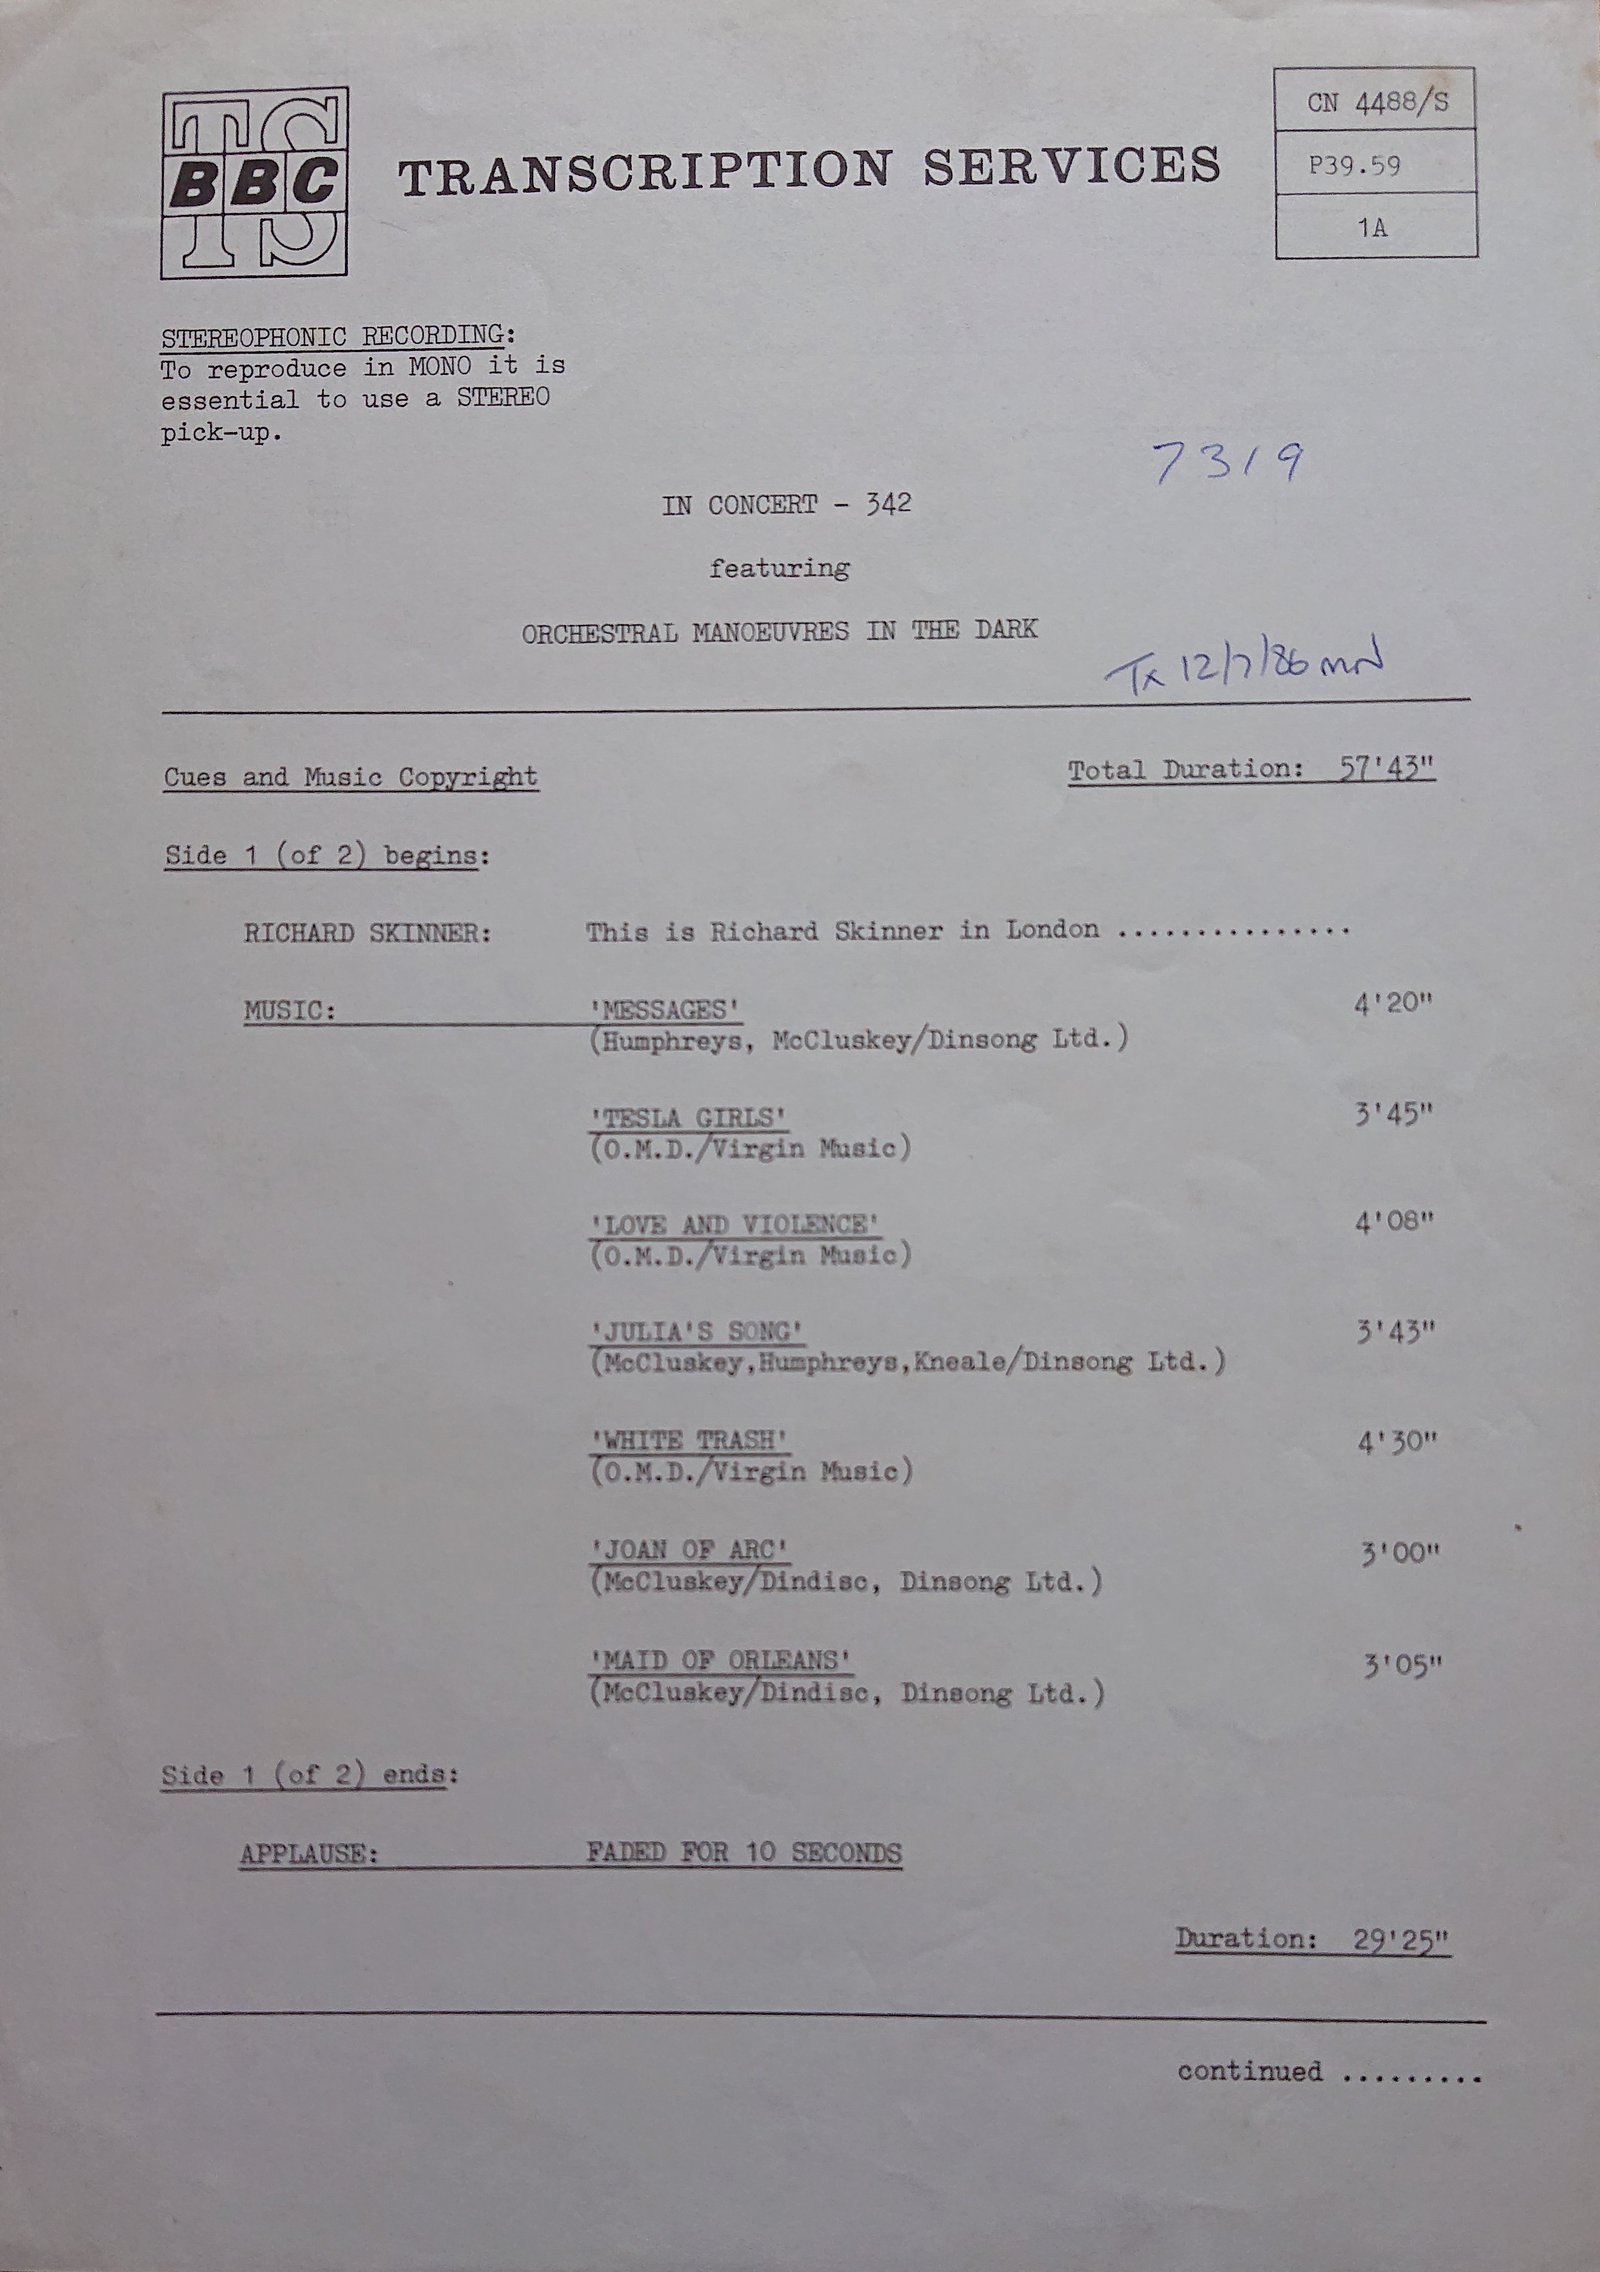 TS
BBC
TS
TRANSCRIPTION SERVICES
CN 4488/S
P39.59
1A
STEREOPHONIC RECORDING:
To reproduce in MONO it is
essential to use a STEREO
pick-up.
7319
IN CONCERT - 342
featuring
ORCHESTRAL MANOEUVRES IN THE DARK
Tx 12/7/86
Cues and Music Copyright Total Duration: 57'43"
Side 1 (of 2) begins:
RICHARD SKINNER: This is Richard Skinner in London ...............
MUSIC: 'MESSAGES' 4'20"
(Humphreys, McCluskey/Dinsong Ltd.)
'TESLA GIRLS' 3'45"
(O.M.D./Virgin Music)
'LOVE AND VIOLENCE' 4'08"
(O.M.D./Virgin Music)
'JULIA'S SONG' 3'43"
(McCluskey,Humphreys,Kneale/Dinsong Ltd.)
'WHITE TRASH' 4'30"
(O.M.D./Virgin Music)
'JOAN OF ARC' 3'00"
(McCluskey/Dindisc, Dinsong Ltd.)
'MAID OF ORLEANS' 3'05"
(McCluskey/Dindisc, Dinsong Ltd.)
Side 1 (of 2) ends:
APPLAUSE: FADED FOR 10 SECONDS
Duration: 29'25"
continued .........